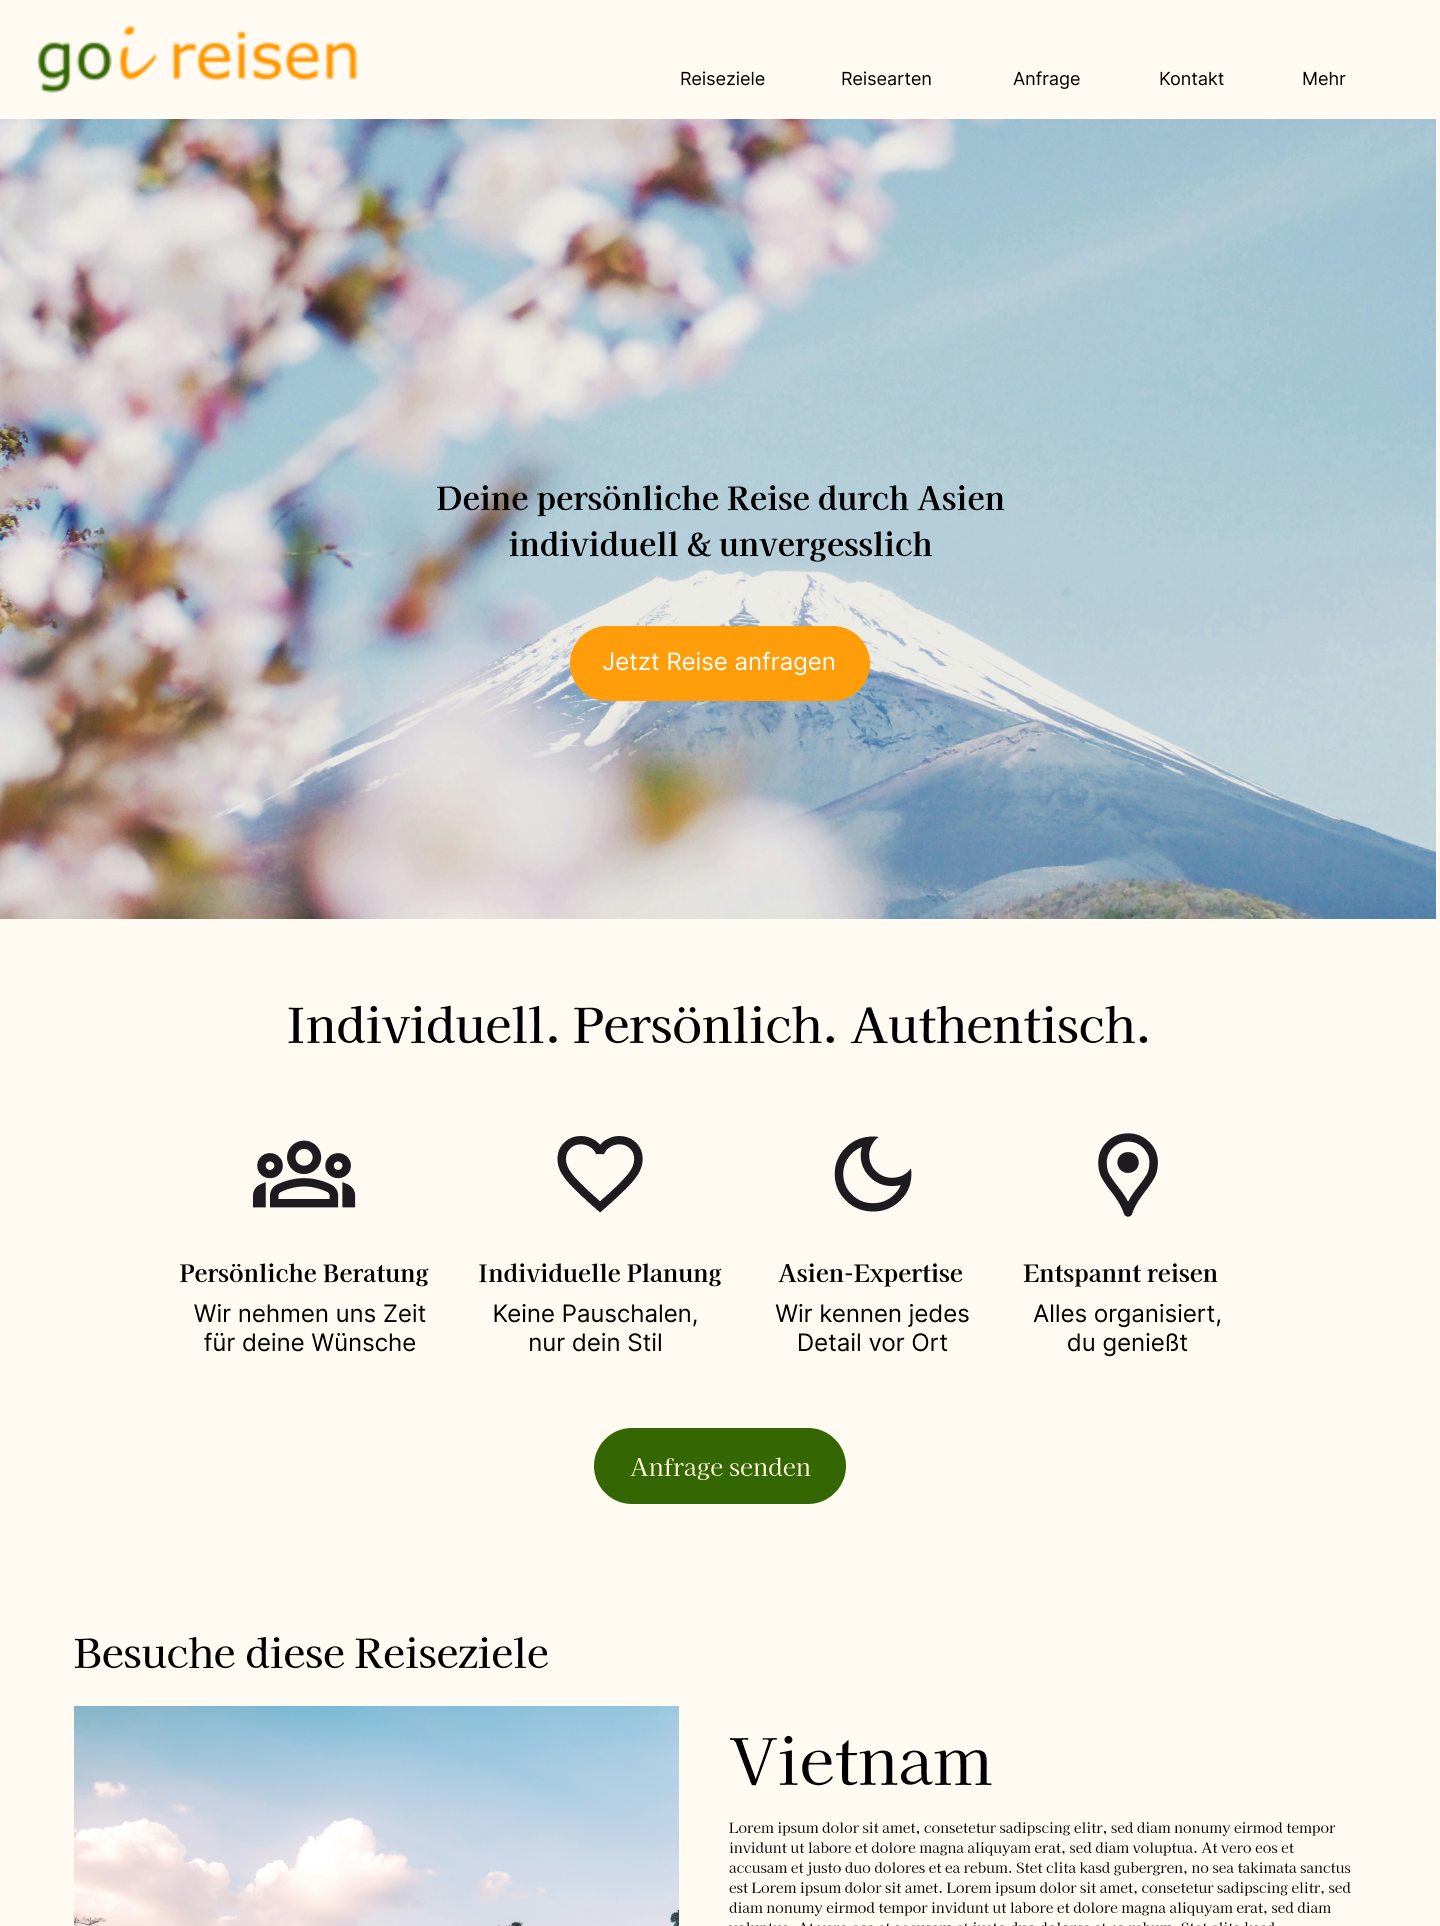 goi reisen
Reiseziele Reisearten Anfrage Kontakt Mehr
Deine persönliche Reise durch Asien
individuell & unvergesslich
Jetzt Reise anfragen
Individuell. Persönlich. Authentisch.
Persönliche Beratung
Wir nehmen uns Zeit
für deine Wünsche
Individuelle Planung
Keine Pauschalen,
nur dein Stil
Asien-Expertise
Wir kennen jedes
Detail vor Ort
Entspannt reisen
Alles organisiert,
du genießt
Anfrage senden
Besuche diese Reiseziele
Vietnam
Lorem ipsum dolor sit amet, consetetur sadipscing elitr, sed diam nonumy eirmod tempor
invidunt ut labore et dolore magna aliquyam erat, sed diam voluptua. At vero eos et
accusam et justo duo dolores et ea rebum. Stet clita kasd gubergren, no sea takimata sanctus
est Lorem ipsum dolor sit amet. Lorem ipsum dolor sit amet, consetetur sadipscing elitr, sed
diam nonumy eirmod tempor invidunt ut labore et dolore magna aliquyam erat, sed diam